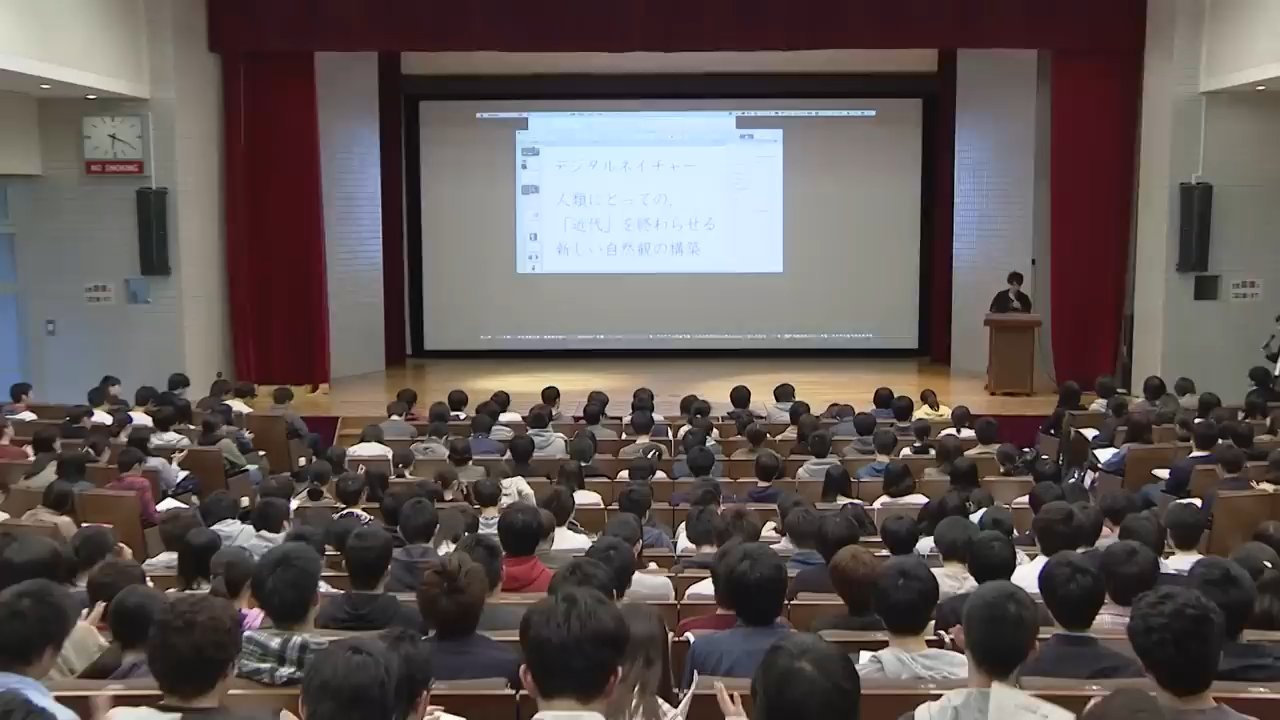 NO SMOKING
デジタルネイチャー
人類にとっての、
「近代」を終わらせる
新しい自然観の構築